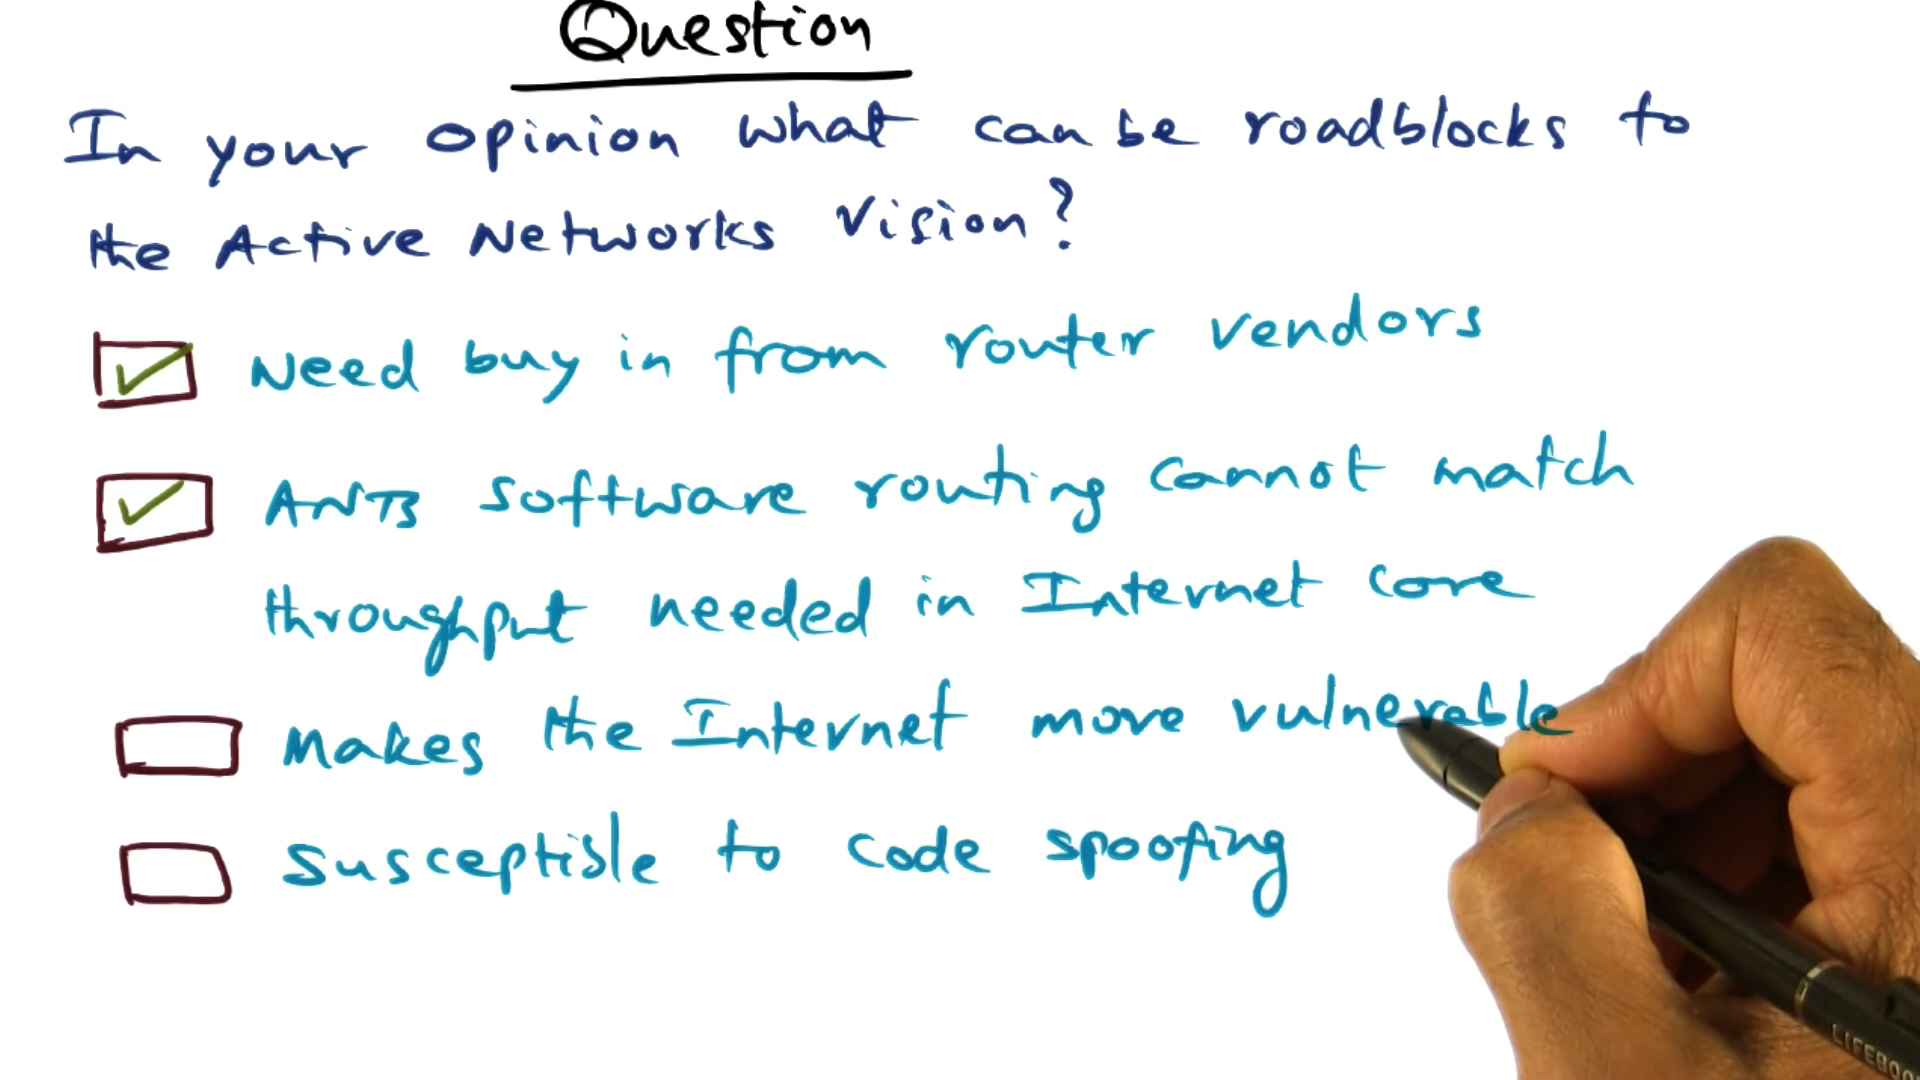 Question
In your opinion what can be roadblocks to
the Active Networks Vision?
Need buy in from router vendors
ANTS software routing cannot match
throughput needed in Internet core
Makes the Internet more vulnerable
Susceptible to code spoofing
LIFEBOO